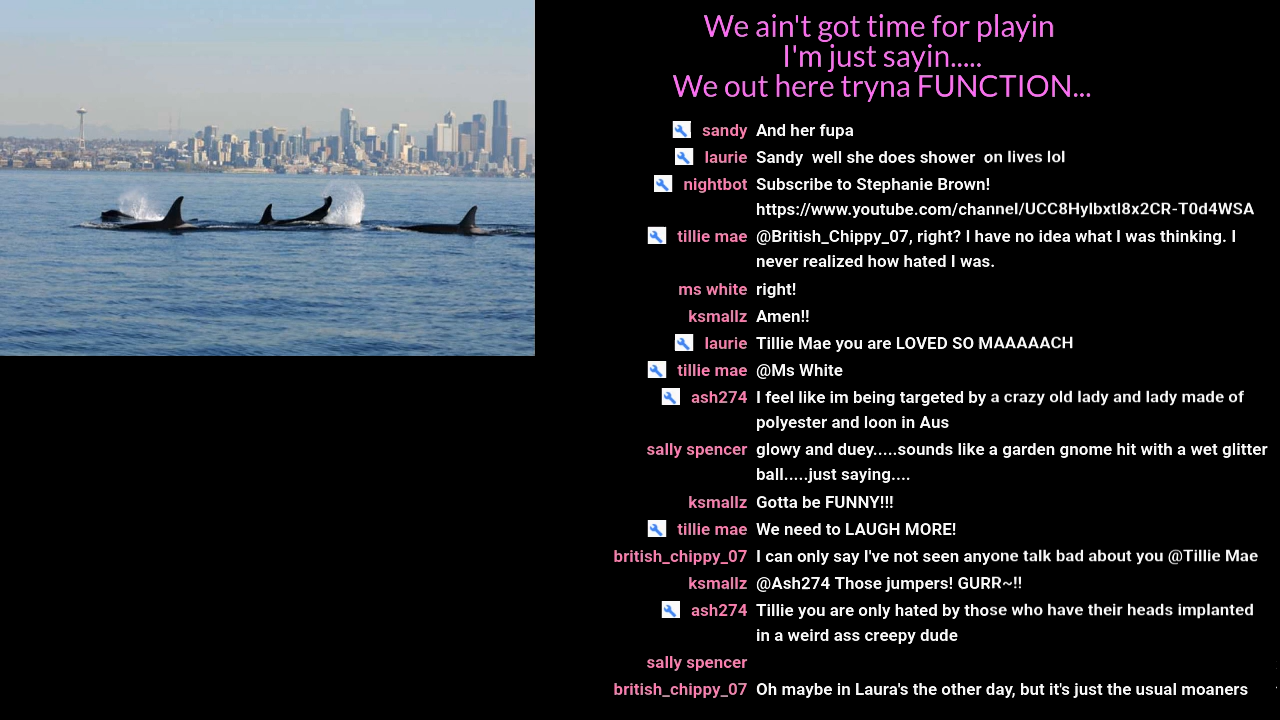 We ain't got time for playin
I'm just sayin.....
We out here tryna FUNCTION...
sandy And her fupa
laurie Sandy well she does shower on lives lol
nightbot Subscribe to Stephanie Brown!
https://www.youtube.com/channel/UCC8HyIbxtI8x2CR-T0d4WSA
tillie mae @British_Chippy_07, right? I have no idea what I was thinking. I
never realized how hated I was.
ms white right!
ksmallz Amen!!
laurie Tillie Mae you are LOVED SO MAAAAACH
tillie mae @Ms White
ash274 I feel like im being targeted by a crazy old lady and lady made of
polyester and loon in Aus
sally spencer glowy and duey.....sounds like a garden gnome hit with a wet glitter
ball.....just saying....
ksmallz Gotta be FUNNY!!!
tillie mae We need to LAUGH MORE!
british_chippy_07 I can only say I've not seen anyone talk bad about you @Tillie Mae
ksmallz @Ash274 Those jumpers! GURR~!!
ash274 Tillie you are only hated by those who have their heads implanted
in a weird ass creepy dude
sally spencer
british_chippy_07 Oh maybe in Laura's the other day, but it's just the usual moaners